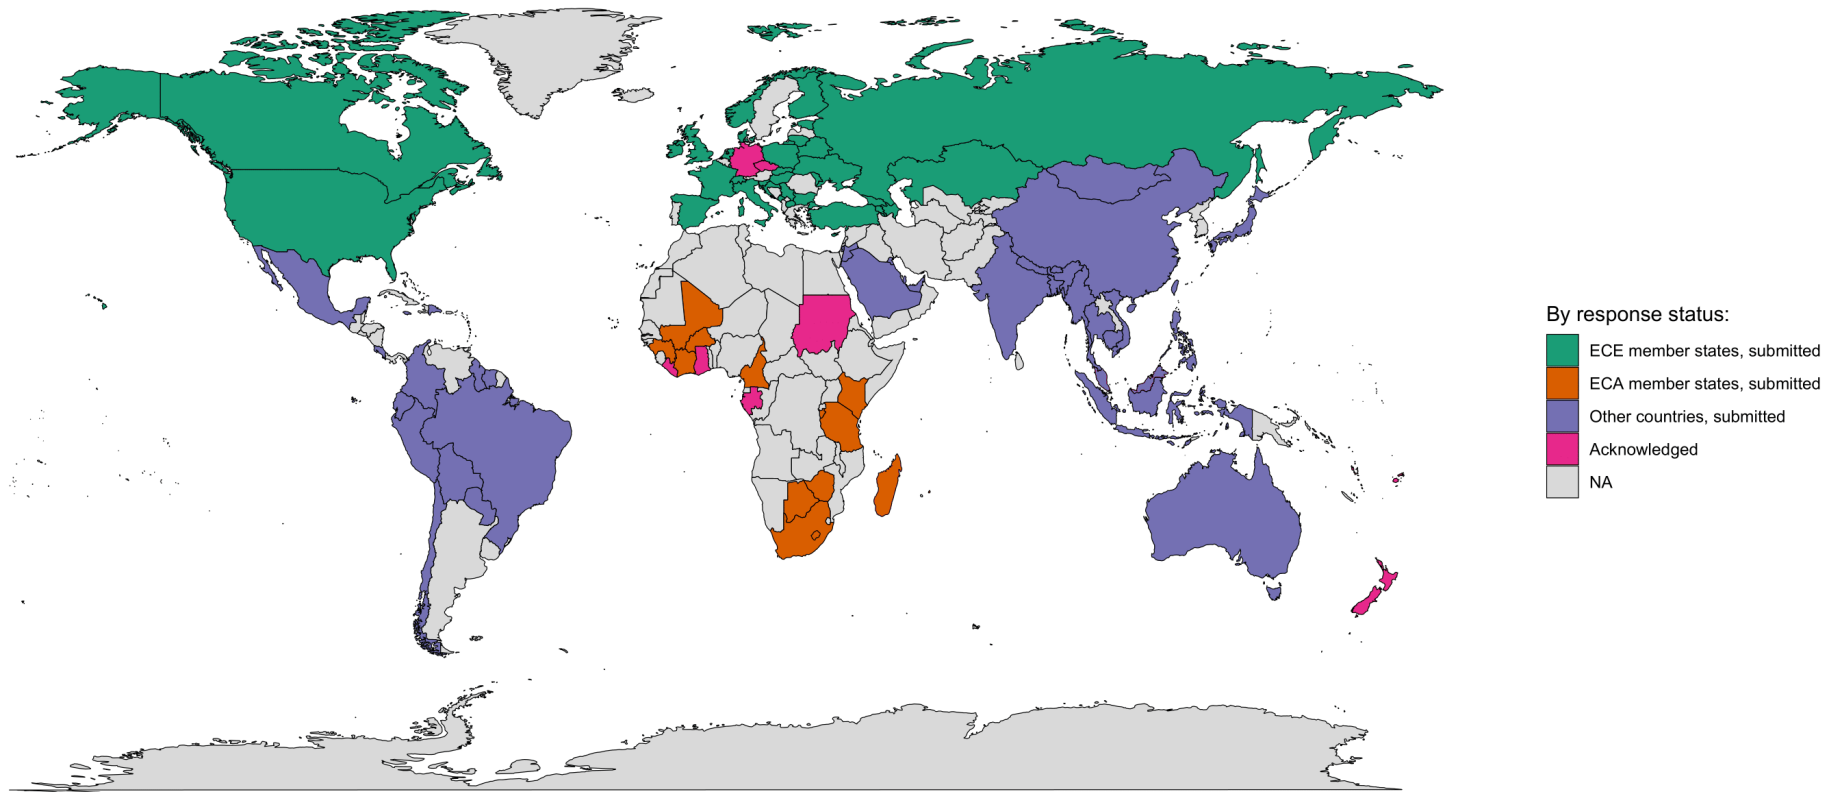 By response status:
ECE member states, submitted
ECA member states, submitted
Other countries, submitted
Acknowledged
NA